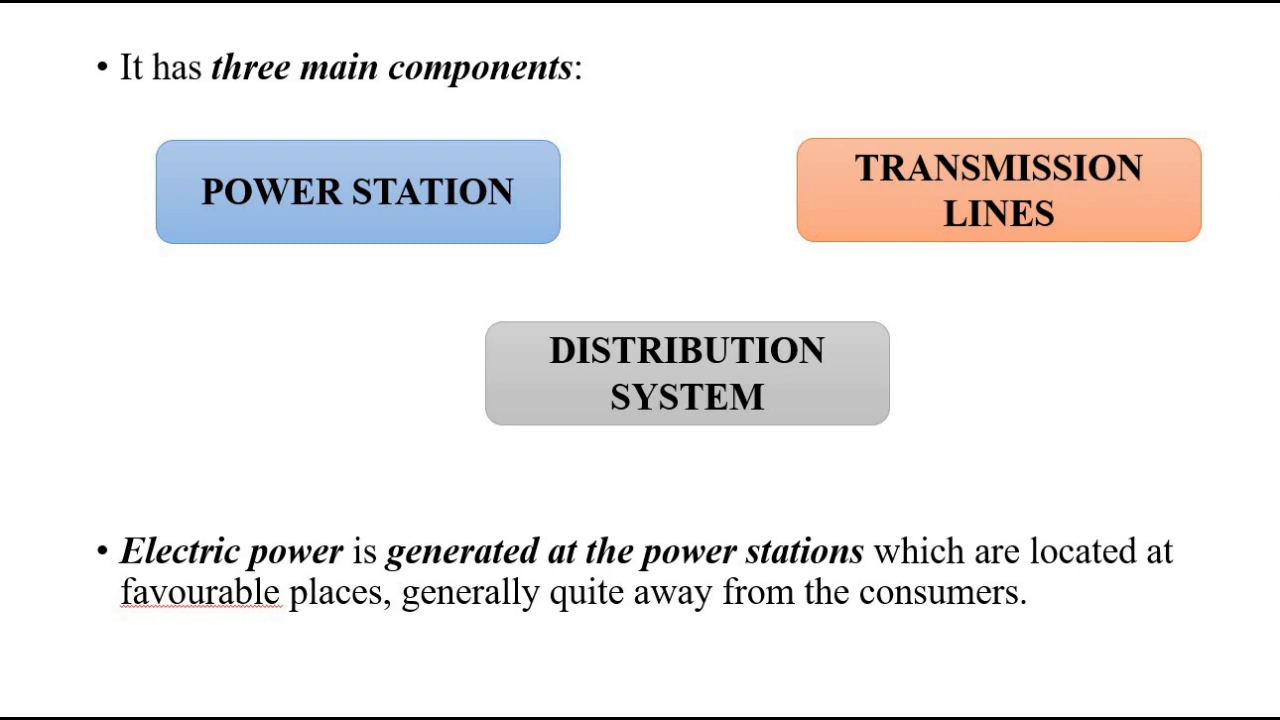 • It has three main components:
POWER STATION
TRANSMISSION
LINES
DISTRIBUTION
SYSTEM
• Electric power is generated at the power stations which are located at
favourable places, generally quite away from the consumers.